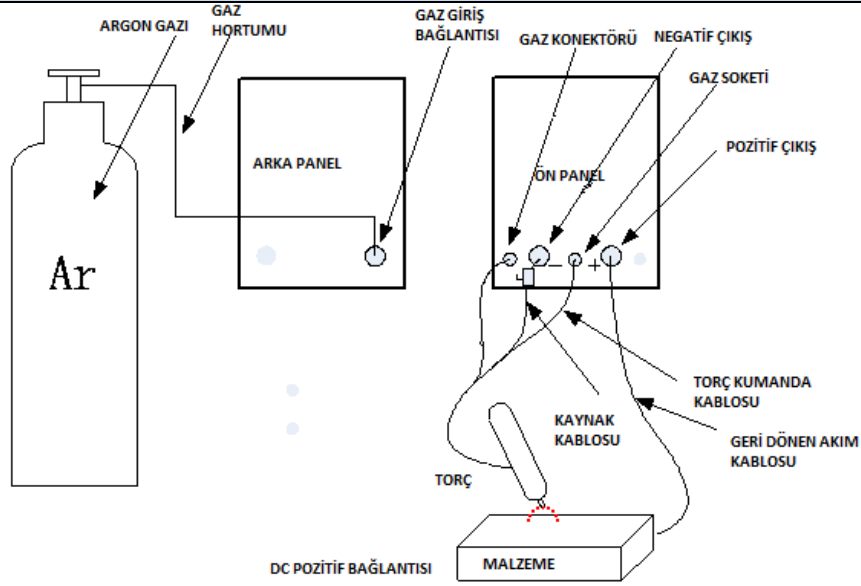 ARGON GAZI
GAZ
HORTUMU
GAZ GİRİŞ
BAĞLANTISI
GAZ KONEKTÖRÜ
NEGATİF ÇIKIŞ
GAZ SOKETİ
POZİTİF ÇIKIŞ
ARKA PANEL
ÖN PANEL
Ar
- +
TORÇ KUMANDA
KABLOSU
KAYNAK
KABLOSU
GERİ DÖNEN AKIM
KABLOSU
TORÇ
DC POZİTİF BAĞLANTISI
MALZEME